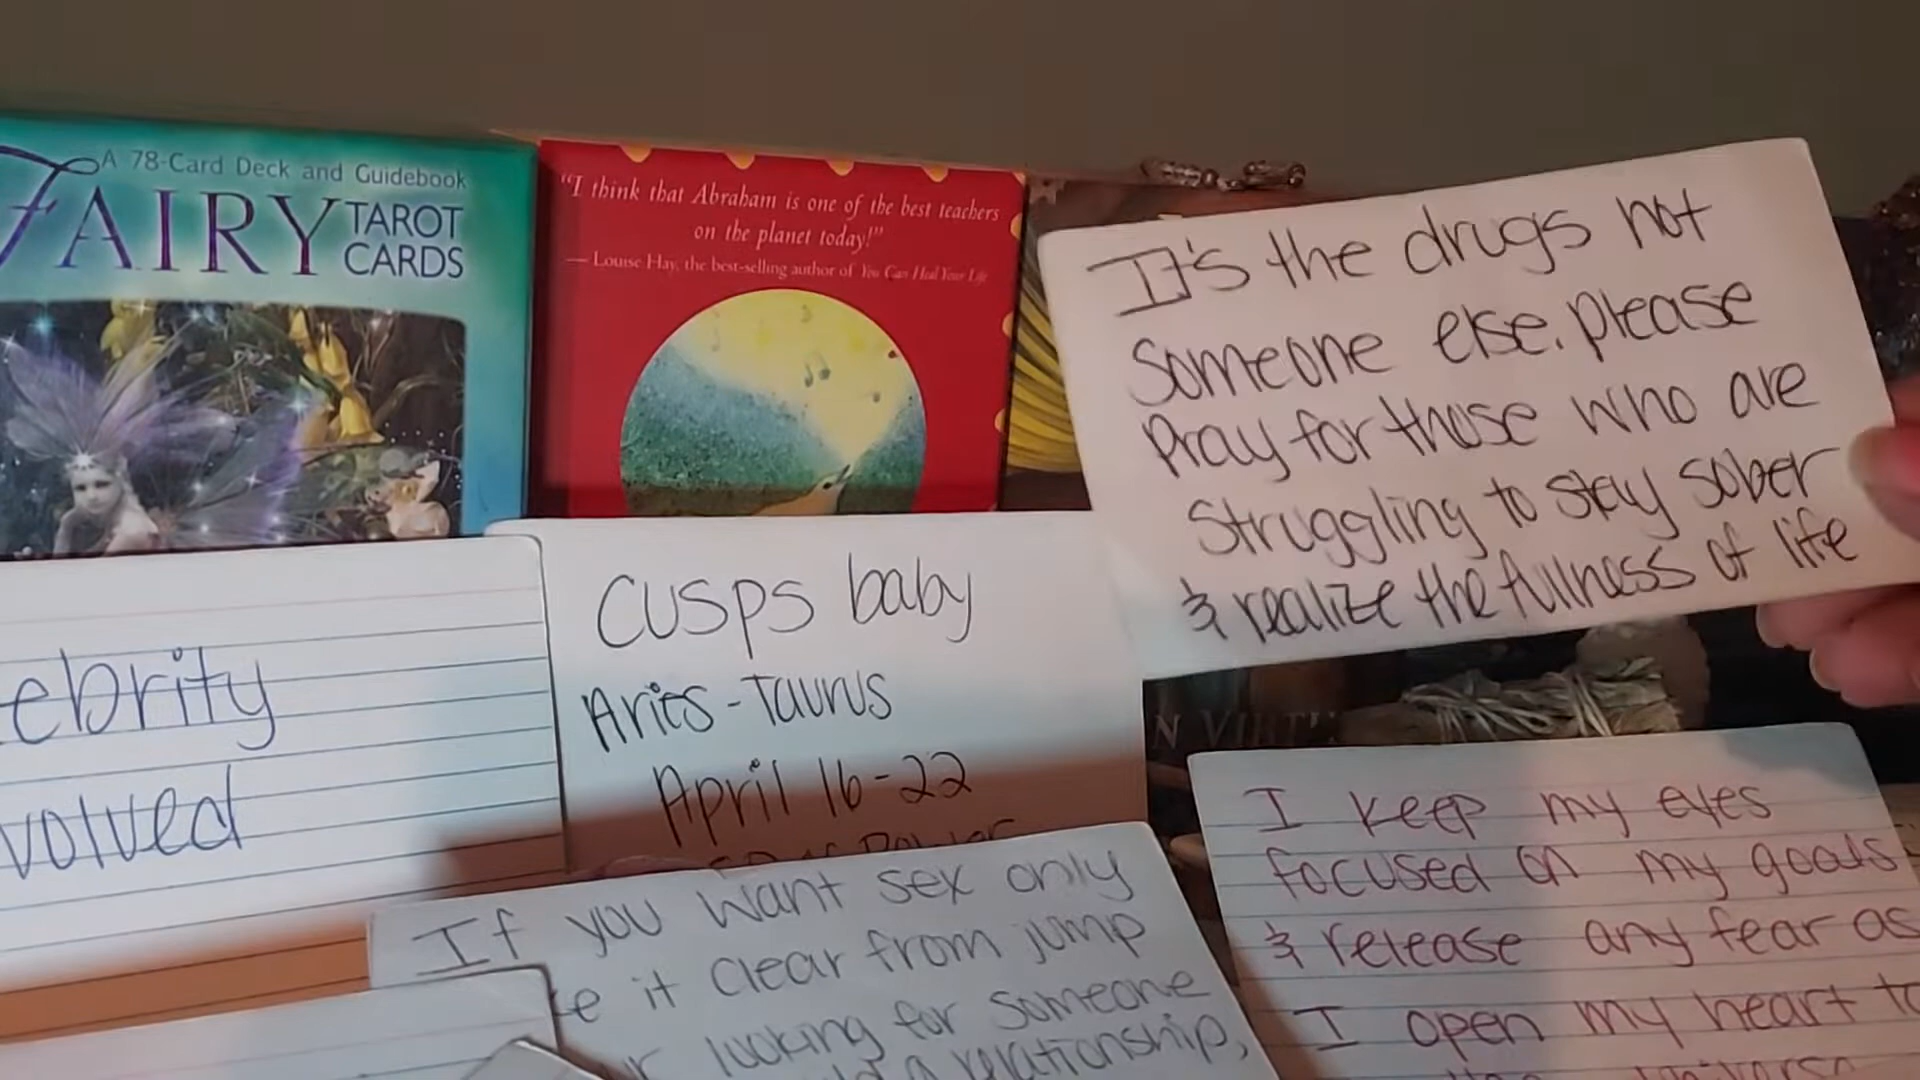 A 78-Card Deck and Guidebook
FAIRY TAROT
CARDS
"I think that Abraham is one of the best teachers
on the planet today!"
— Louise Hay, the best-selling author of You Can Heal Your Life
It's the drugs not
someone else. please
pray for those who are
struggling to stay sober
& realize the fullness of life
ebrity
volved
cusps baby
Aries-Taurus
April 16-22
Power
N VIRTU
If you want sex only
it clear from jump
looking for someone
a relationship,
I keep my eyes
focused on my goals
& release any fear as
I open my heart to